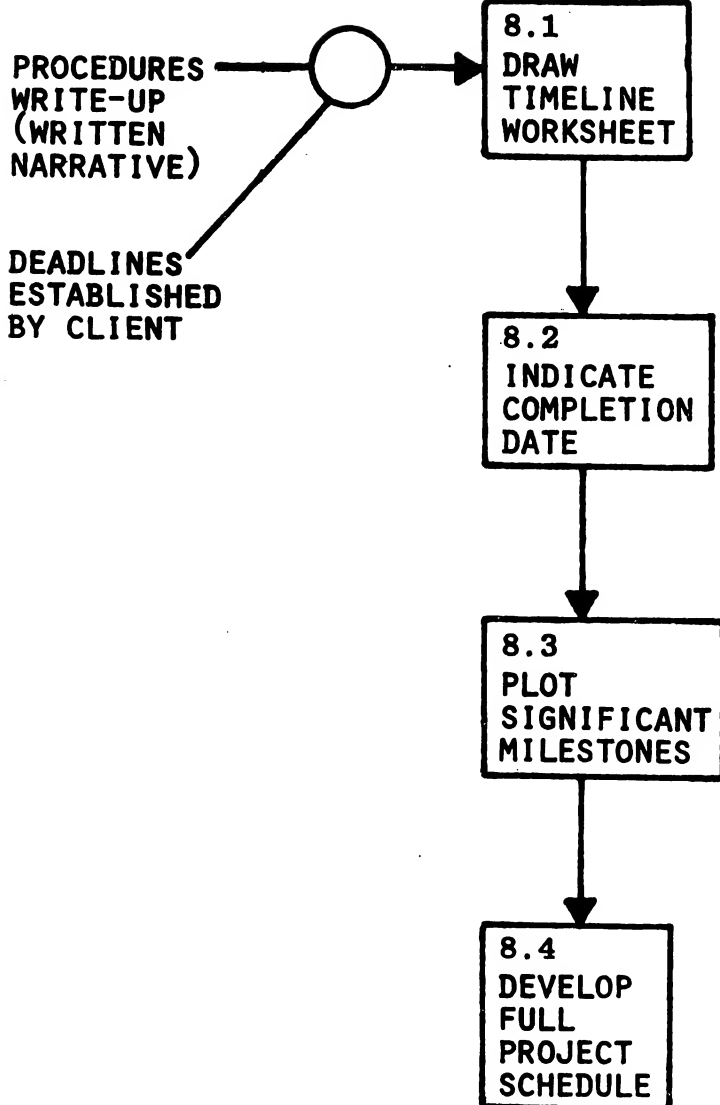 PROCEDURES
WRITE-UP
(WRITTEN
NARRATIVE)
DEADLINES
ESTABLISHED
BY CLIENT
8.1
DRAW
TIMELINE
WORKSHEET
8.2
INDICATE
COMPLETION
DATE
8.3
PLOT
SIGNIFICANT
MILESTONES
8.4
DEVELOP
FULL
PROJECT
SCHEDULE